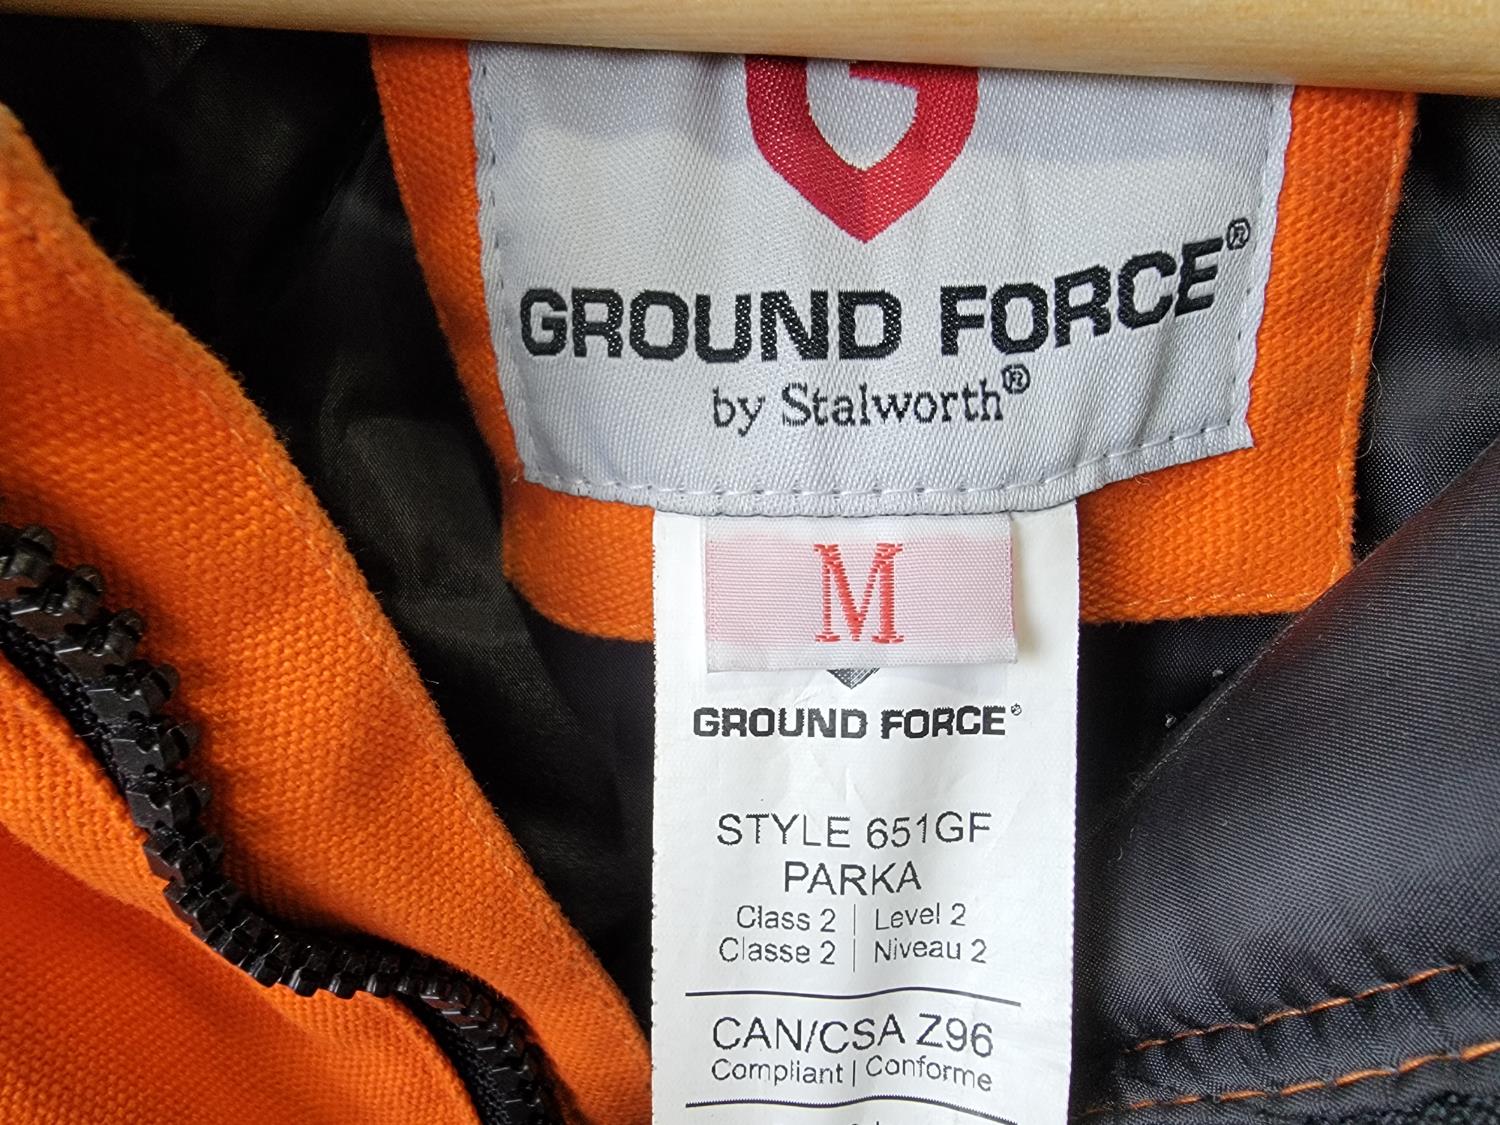 G
GROUND FORCE®
by Stalworth®
M
GROUND FORCE®
STYLE 651GF
PARKA
Class 2 | Level 2
Classe 2 | Niveau 2
CAN/CSA Z96
Compliant | Conforme